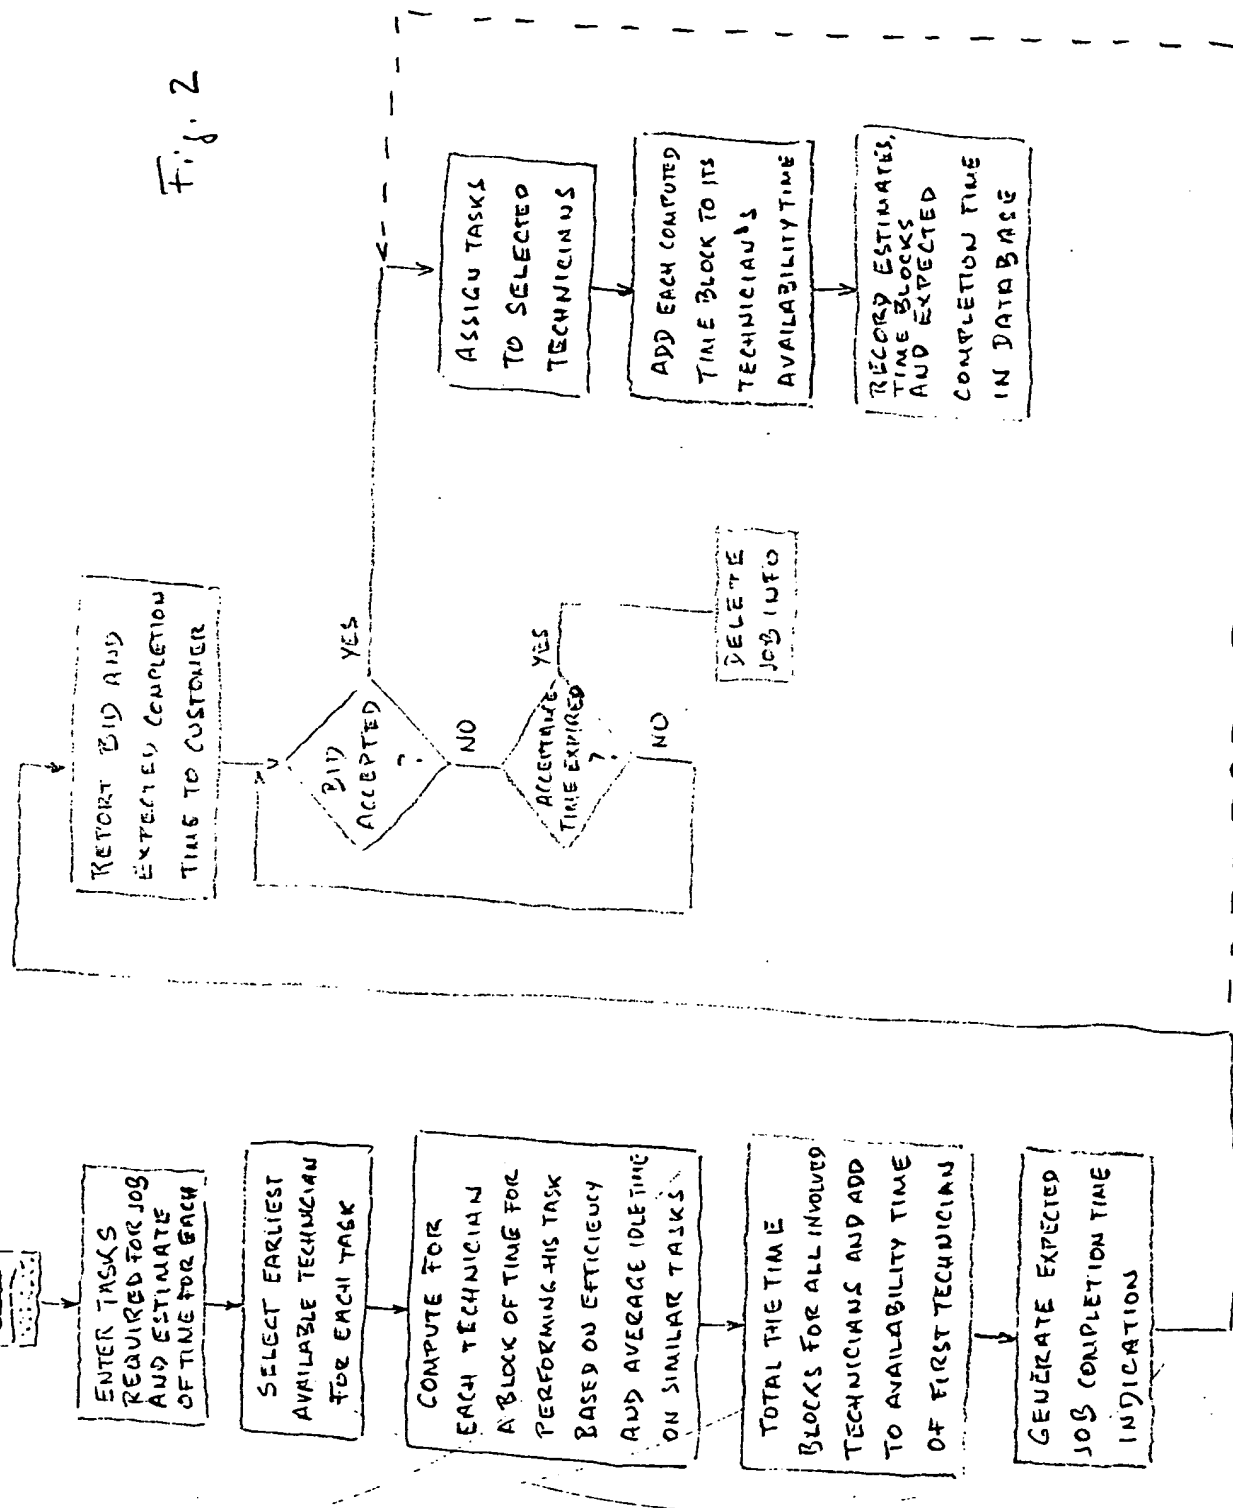 Fig. 2
ENTER TASKS
REQUIRED FOR JOB
AND ESTIMATE
OF TIME FOR EACH
SELECT EARLIEST
AVAILABLE TECHNICIAN
FOR EACH TASK
COMPUTE FOR
EACH TECHNICIAN
A BLOCK OF TIME FOR
PERFORMING HIS TASK
BASED ON EFFICIENCY
AND AVERAGE IDLE TIME
ON SIMILAR TASKS
TOTAL THE TIME
BLOCKS FOR ALL INVOLVED
TECHNICIANS AND ADD
TO AVAILABILITY TIME
OF FIRST TECHNICIAN
GENERATE EXPECTED
JOB COMPLETION TIME
INDICATION
REPORT BID AND
EXPECTED COMPLETION
TIME TO CUSTOMER
BID
ACCEPTED
?
YES
NO
ACCEPTANCE
TIME EXPIRED
?
YES
NO
DELETE
JOB INFO
ASSIGN TASKS
TO SELECTED
TECHNICIANS
ADD EACH COMPUTED
TIME BLOCK TO ITS
TECHNICIAN'S
AVAILABILITY TIME
RECORD ESTIMATES,
TIME BLOCKS
AND EXPECTED
COMPLETION TIME
IN DATABASE